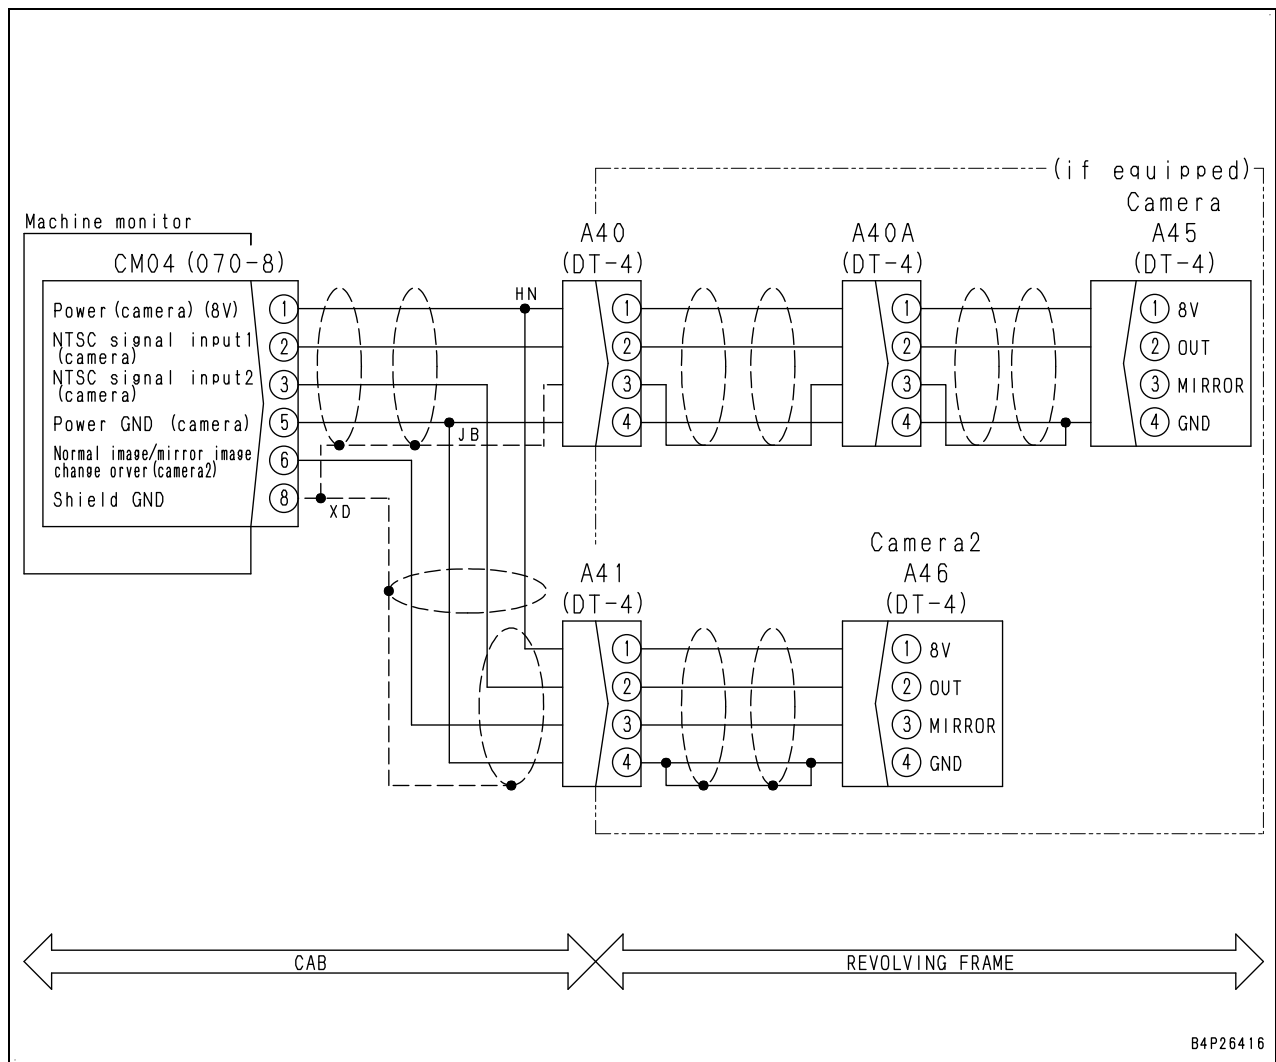 (if equipped)
Camera
Machine monitor
A40
A40A
A45
CM04 (070-8)
(DT-4)
(DT-4)
(DT-4)
HN
Power (camera) (8V)
1
1
1
1 8V
NTSC signal input1
(camera)
2
2
2
2 OUT
NTSC signal input2
(camera)
3
3
3
3 MIRROR
Power GND (camera)
5
4
4
4 GND
JB
Normal image/mirror image
change orver (camera2)
6
Shield GND
8
XD
Camera2
A41
A46
(DT-4)
(DT-4)
1
1 8V
2
2 OUT
3
3 MIRROR
4
4 GND
CAB
REVOLVING FRAME
B4P26416